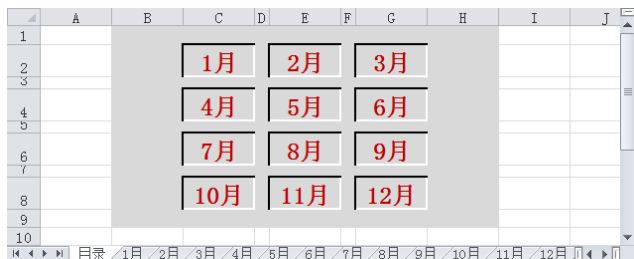 A B C D E F G H I J
1
2 1月 2月 3月
3
4 4月 5月 6月
5
6 7月 8月 9月
7
8 10月 11月 12月
9
10
目录 1月 2月 3月 4月 5月 6月 7月 8月 9月 10月 11月 12月